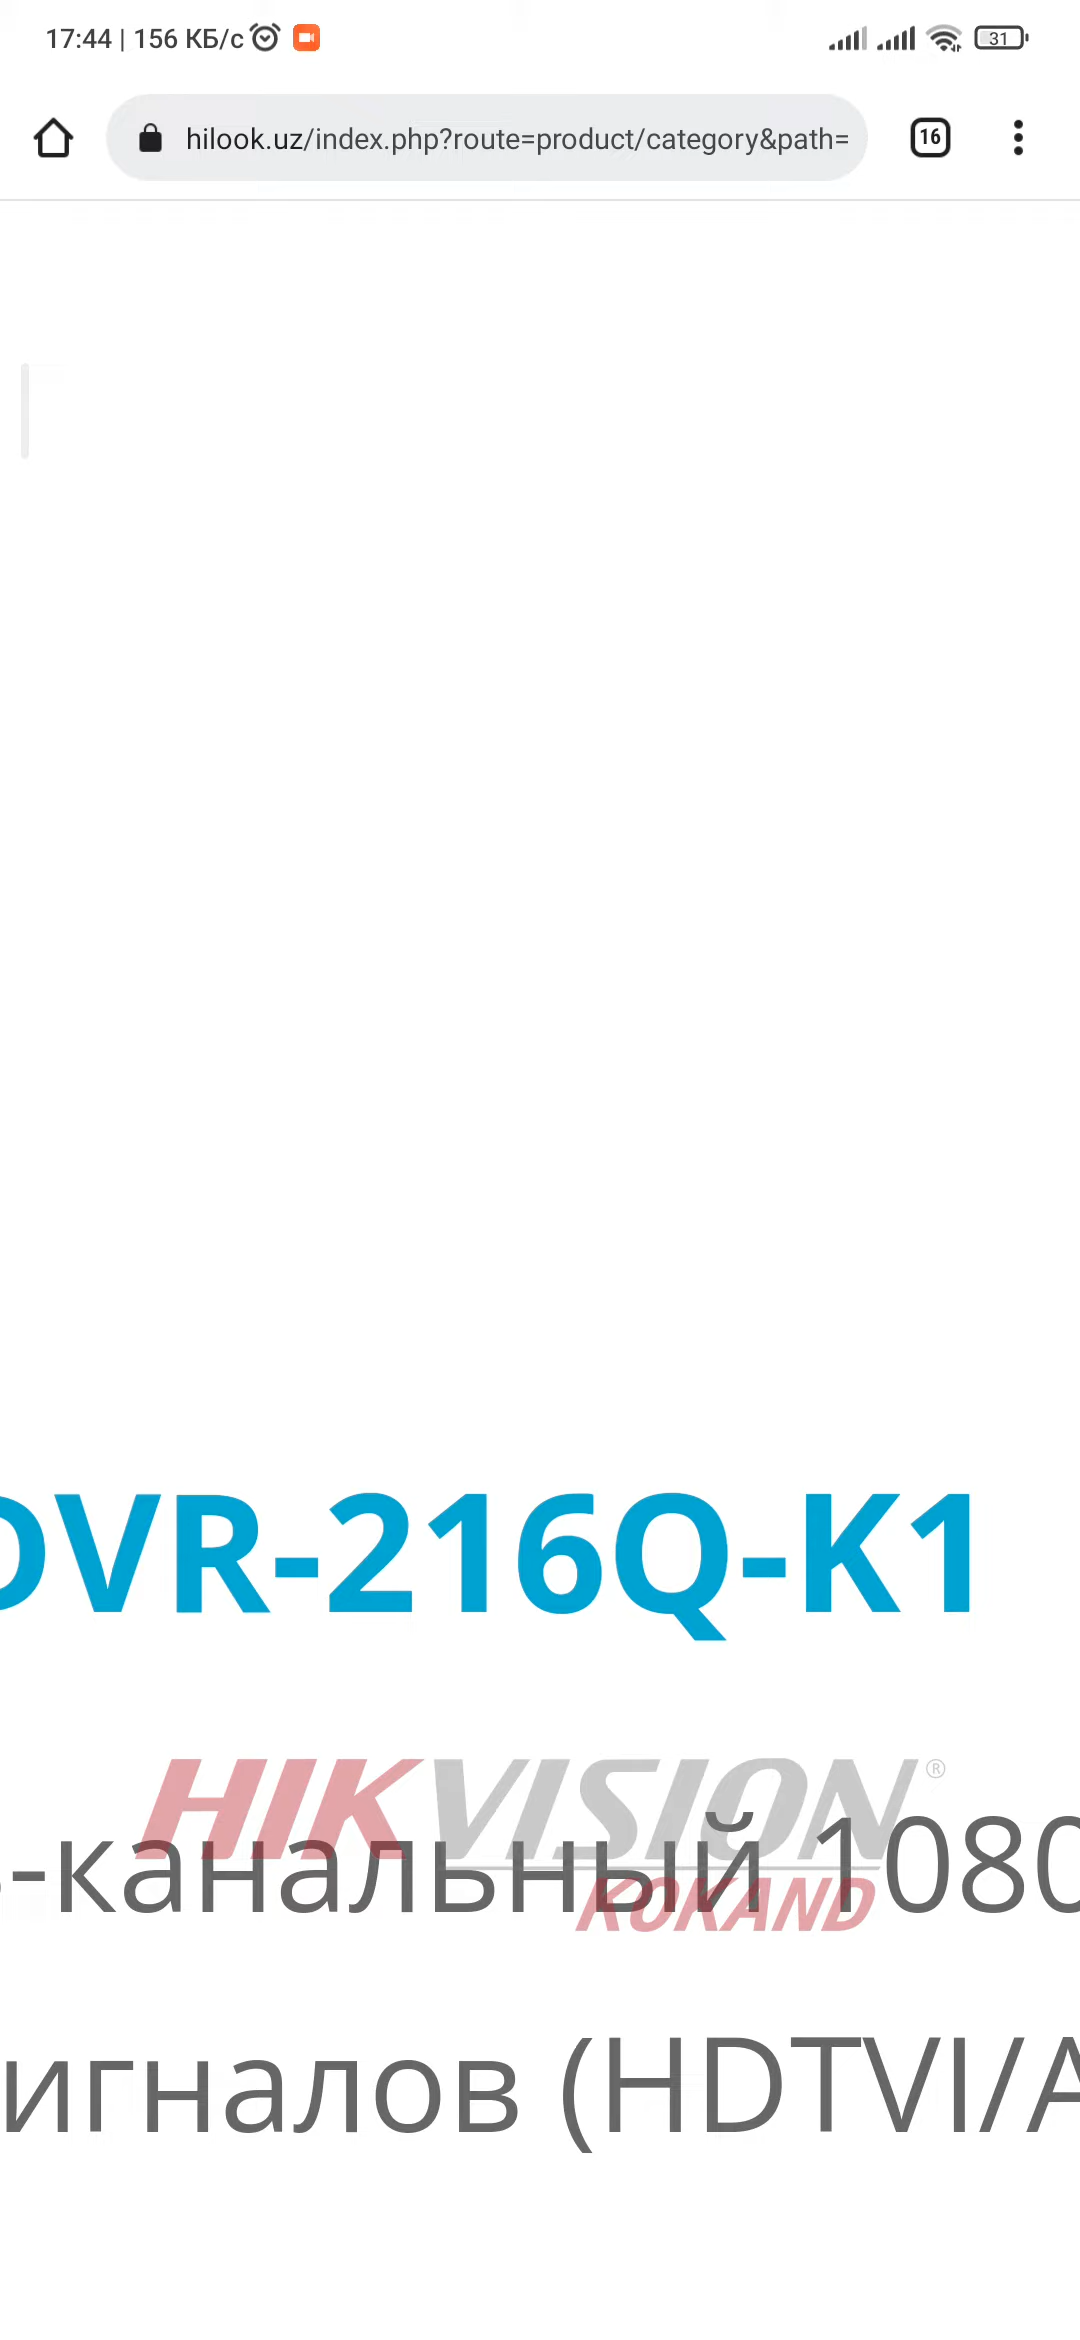 17:44 | 156 КБ/с
31
hilook.uz/index.php?route=product/category&path=
16
DVR-216Q-K1
HIKVISION ®
-канальный 1080
KOKAND
игналов (HDTVI/A